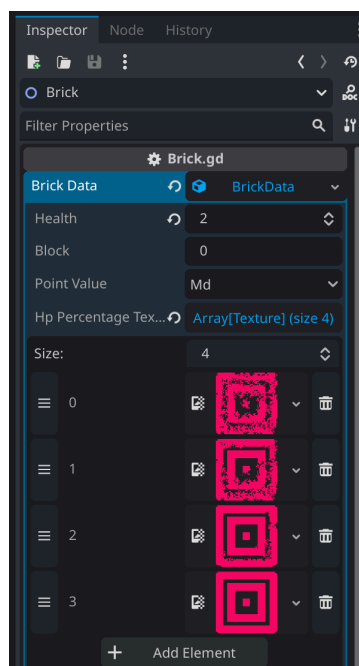 Inspector Node History
Brick
DOC
Filter Properties
Brick.gd
Brick Data BrickData
Health 2
Block 0
Point Value Md
Hp Percentage Tex... Array[Texture] (size 4)
Size: 4
0
1
2
3
+ Add Element